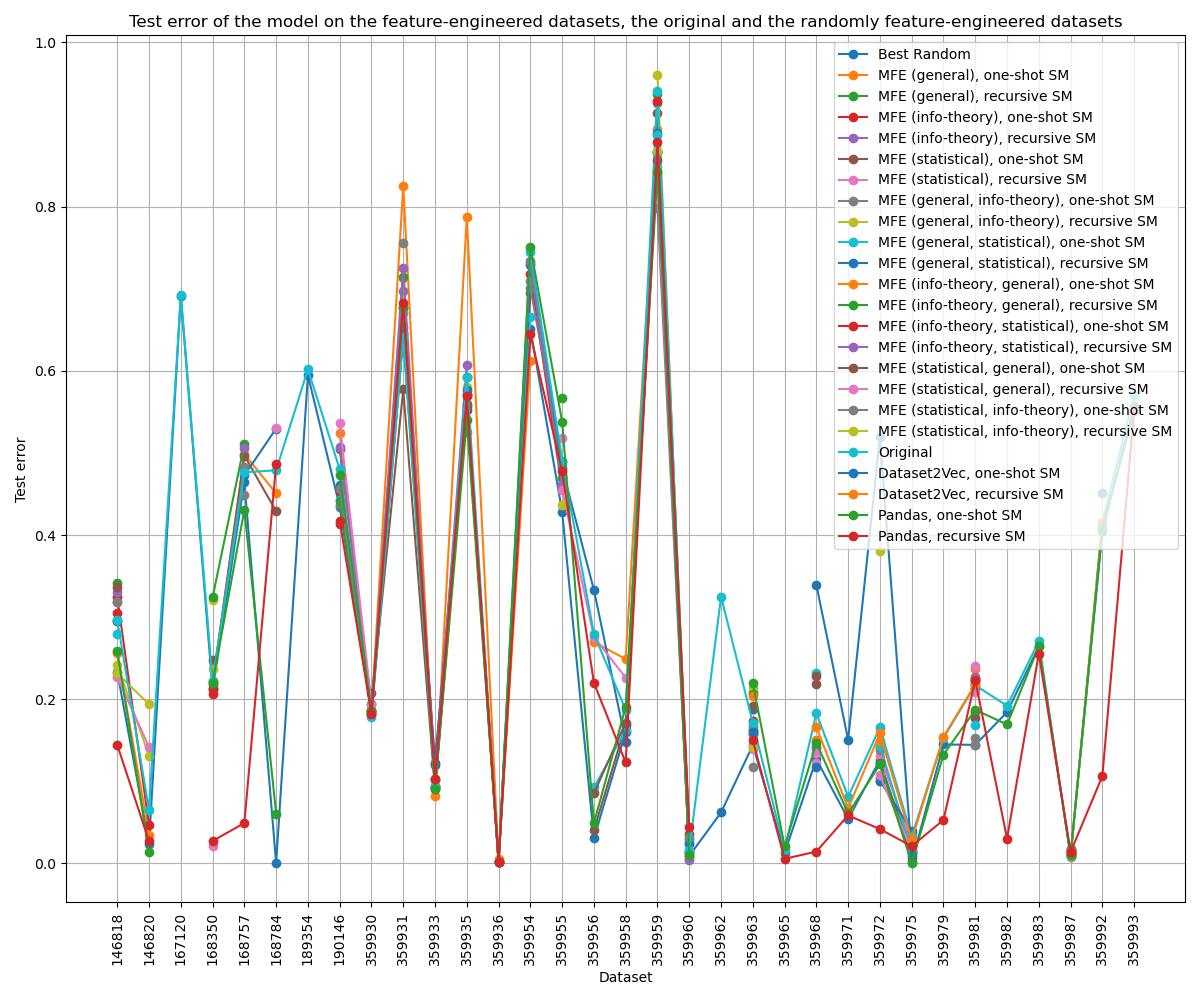 Test error of the model on the feature-engineered datasets, the original and the randomly feature-engineered datasets
1.0
0.8
0.6
0.4
0.2
0.0
Test error
Best Random
MFE (general), one-shot SM
MFE (general), recursive SM
MFE (info-theory), one-shot SM
MFE (info-theory), recursive SM
MFE (statistical), one-shot SM
MFE (statistical), recursive SM
MFE (general, info-theory), one-shot SM
MFE (general, info-theory), recursive SM
MFE (general, statistical), one-shot SM
MFE (general, statistical), recursive SM
MFE (info-theory, general), one-shot SM
MFE (info-theory, general), recursive SM
MFE (info-theory, statistical), one-shot SM
MFE (info-theory, statistical), recursive SM
MFE (statistical, general), one-shot SM
MFE (statistical, general), recursive SM
MFE (statistical, info-theory), one-shot SM
MFE (statistical, info-theory), recursive SM
Original
Dataset2Vec, one-shot SM
Dataset2Vec, recursive SM
Pandas, one-shot SM
Pandas, recursive SM
146818
146820
167120
168350
168757
168784
189354
190146
359930
359931
359933
359935
359936
359954
359955
359956
359958
359959
359960
359962
359963
359965
359968
359971
359972
359975
359979
359981
359982
359983
359987
359992
359993
Dataset